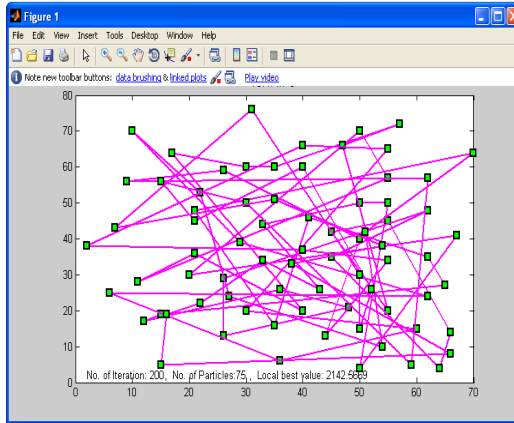 Figure 1
File Edit View Insert Tools Desktop Window Help
Note new toolbar buttons: data brushing & linked plots Play video
80
70
60
50
40
30
20
10
0
No. of Iteration: 200, No. of Particles:75, Local best value: 2142.5669
0 10 20 30 40 50 60 70